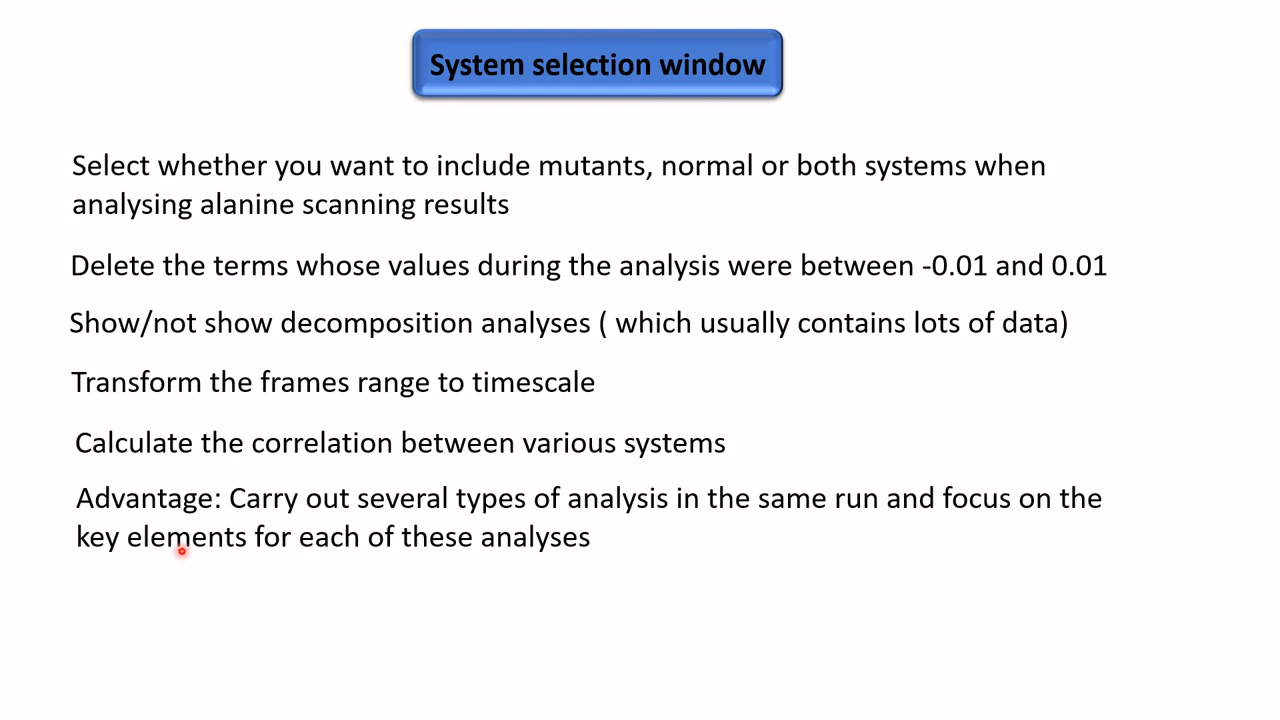 System selection window
Select whether you want to include mutants, normal or both systems when
analysing alanine scanning results
Delete the terms whose values during the analysis were between -0.01 and 0.01
Show/not show decomposition analyses ( which usually contains lots of data)
Transform the frames range to timescale
Calculate the correlation between various systems
Advantage: Carry out several types of analysis in the same run and focus on the
key elements for each of these analyses